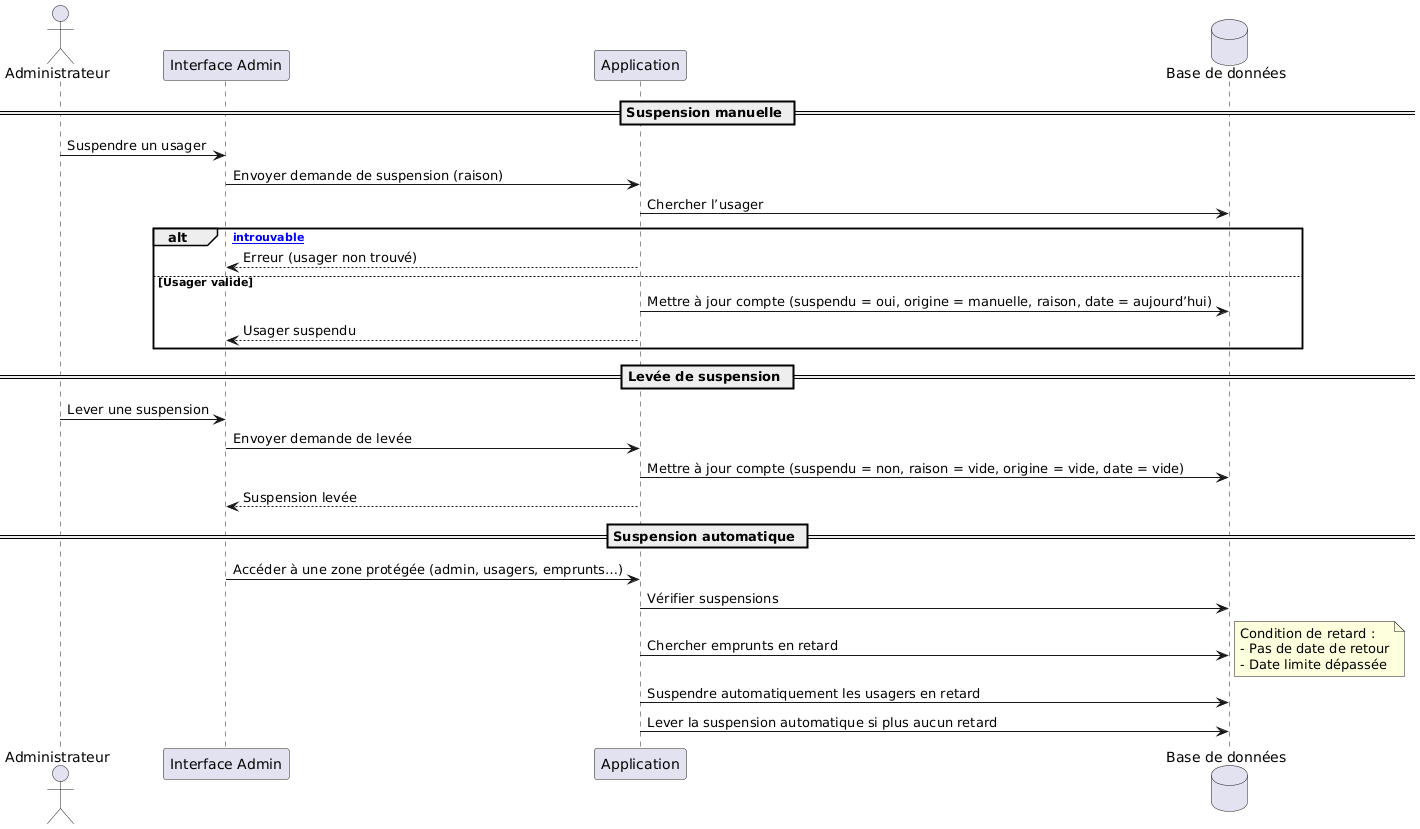 Administrateur
Interface Admin
Application
Base de données
Suspension manuelle
Suspendre un usager
Envoyer demande de suspension (raison)
Chercher l’usager
alt
introuvable
Erreur (usager non trouvé)
[Usager valide]
Mettre à jour compte (suspendu = oui, origine = manuelle, raison, date = aujourd’hui)
Usager suspendu
Levée de suspension
Lever une suspension
Envoyer demande de levée
Mettre à jour compte (suspendu = non, raison = vide, origine = vide, date = vide)
Suspension levée
Suspension automatique
Accéder à une zone protégée (admin, usagers, emprunts...)
Vérifier suspensions
Chercher emprunts en retard
Condition de retard :
- Pas de date de retour
- Date limite dépassée
Suspendre automatiquement les usagers en retard
Lever la suspension automatique si plus aucun retard
Administrateur
Interface Admin
Application
Base de données